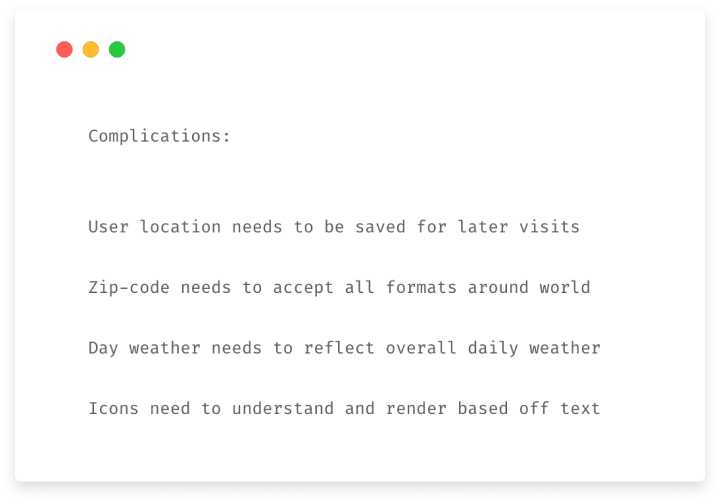 Complications:
User location needs to be saved for later visits
Zip-code needs to accept all formats around world
Day weather needs to reflect overall daily weather
Icons need to understand and render based off text